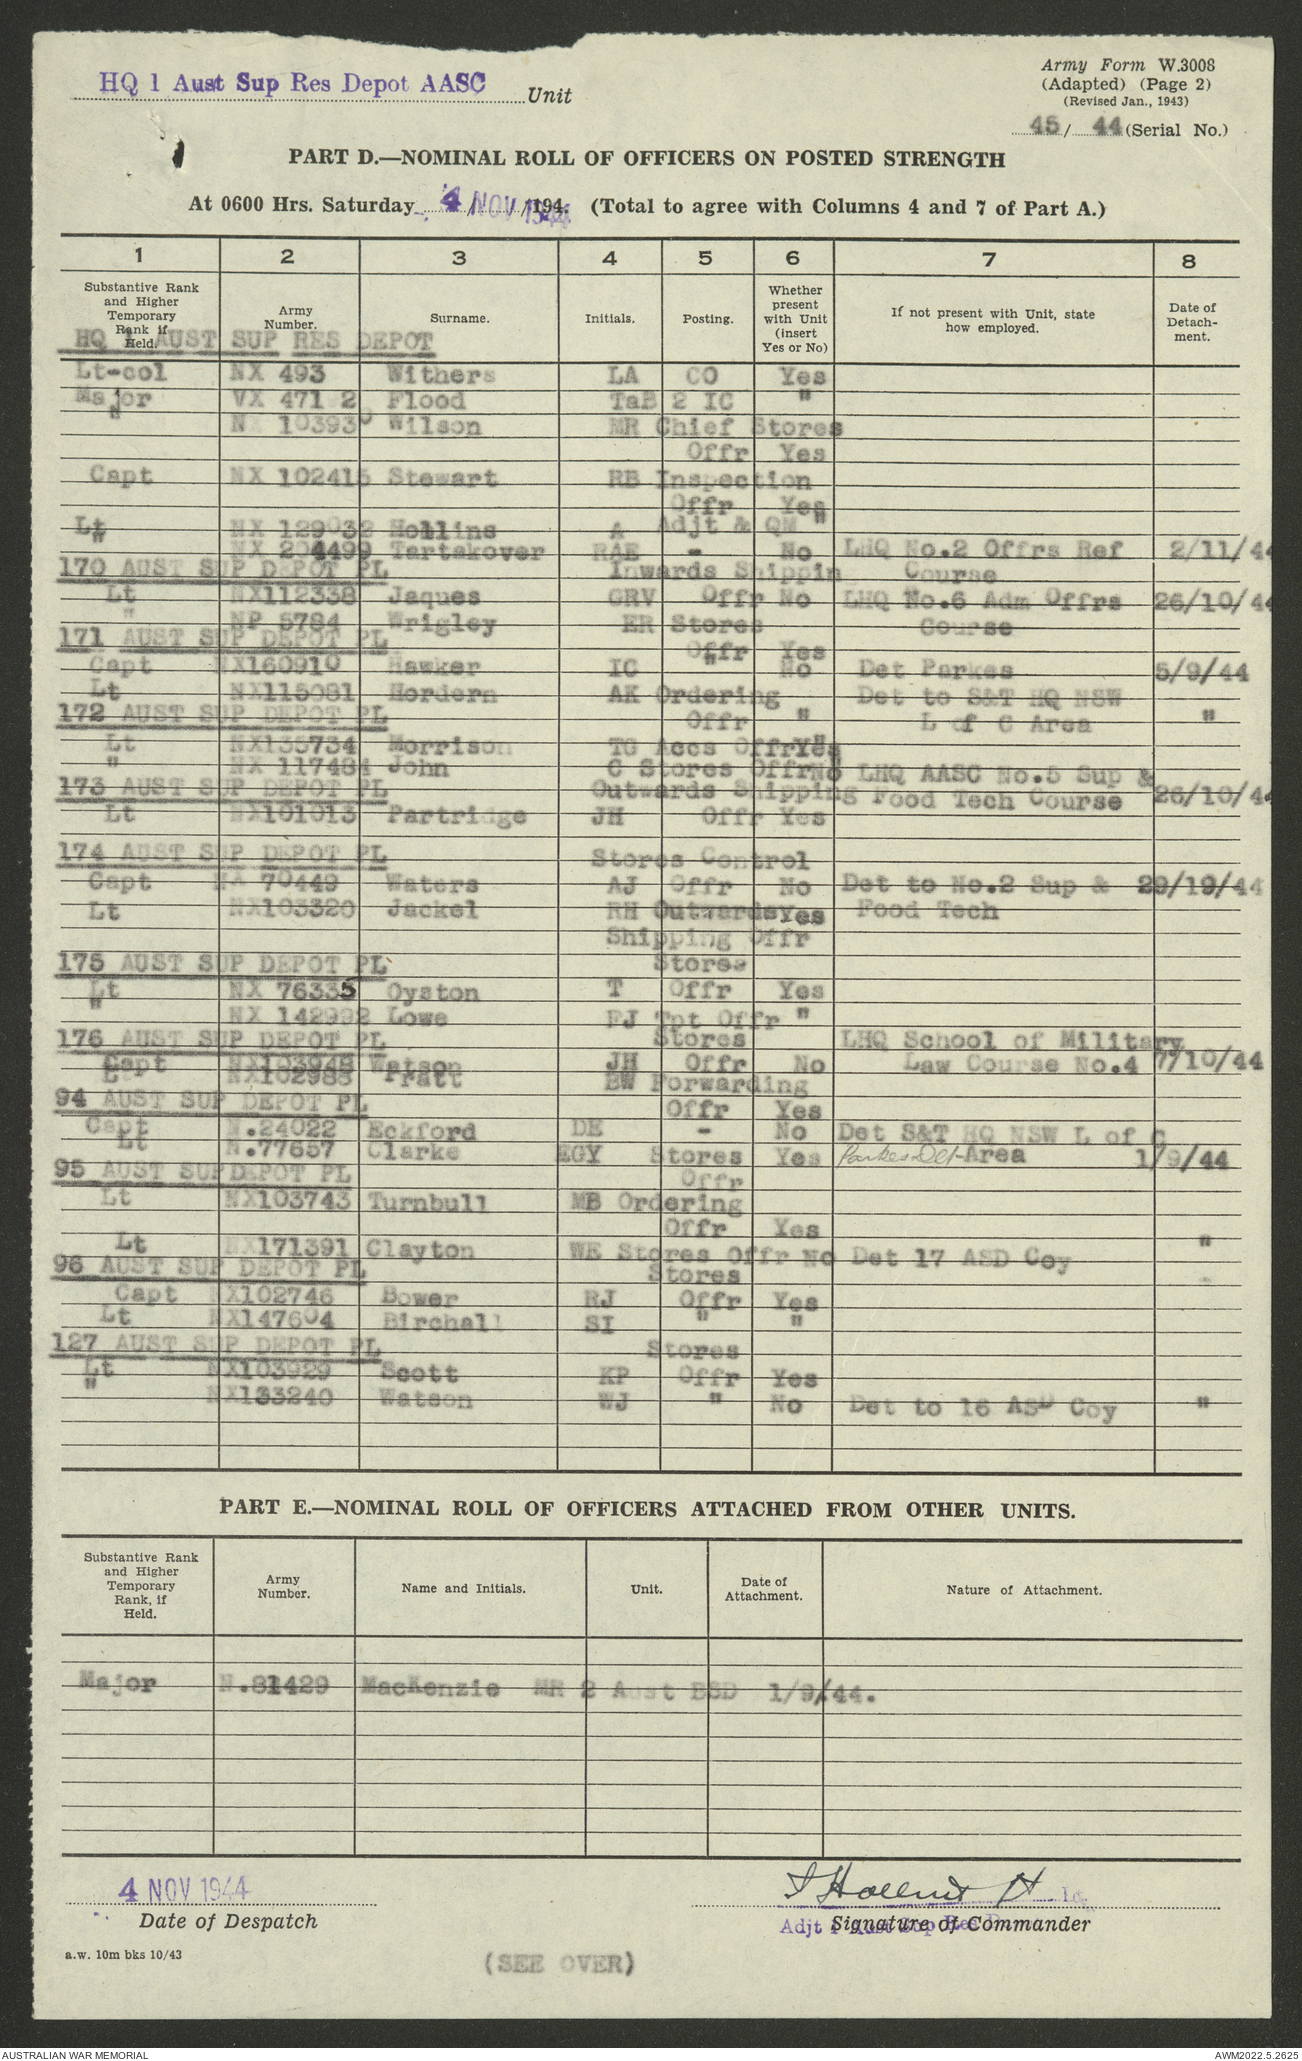 HQ 1 Aust Sup Res Depot AASC Unit
Army Form W.3008
(Adapted) (Page 2)
(Revised Jan., 1943)
45/ 44 (Serial No.)
PART D.—NOMINAL ROLL OF OFFICERS ON POSTED STRENGTH
At 0600 Hrs. Saturday 4 NOV 1944 /194. (Total to agree with Columns 4 and 7 of Part A.)
1 2 3 4 5 6 7 8
Substantive Rank and Higher Temporary Rank if Held. Army Number. Surname. Initials. Posting. Whether present with Unit (insert Yes or No) If not present with Unit, state how employed. Date of Detach- ment.
HQ 1 AUST SUP RES DEPOT
Lt-col NX 493 Withers LA CO Yes
Major VX 471 2 Flood TaB 2 IC "
" NX 103930 Wilson MR Chief Stores
Offr Yes
Capt NX 102415 Stewart RB Inspection
Offr Yes
Lt NX 129032 Hollins A Adjt & QM "
" NX 204499 Tartakover RAE - No LHQ No.2 Offrs Ref 2/11/44
170 AUST SUP DEPOT PL Inwards Shippin Course
Lt NX112338 Jaques GRV Offr No LHQ No.6 Adm Offrs 26/10/44
" NP 5784 Wrigley ER Stores Course
171 AUST SUP DEPOT PL Offr Yes
Capt NX160910 Hawker IC " No Det Parkes 5/9/44
Lt NX115081 Hordern AK Ordering Det to S&T HQ NSW
172 AUST SUP DEPOT PL Offr " L of C Area "
Lt NX135734 Morrison TG Accs Offr Yes
" NX 117484 John C Stores Offr No LHQ AASC No.5 Sup &
173 AUST SUP DEPOT PL Outwards Shipping Food Tech Course 26/10/44
Lt NX101013 Partridge JH Offr Yes
174 AUST SUP DEPOT PL Stores Control
Capt 70449 Waters AJ Offr No Det to No.2 Sup & 29/19/44
Lt NX103320 Jackel RH Outwards Yes Food Tech
Shipping Offr
175 AUST SUP DEPOT PL Stores
Lt NX 76335 Oyston T Offr Yes
" NX 142992 Lowe FJ Tpt Offr "
176 AUST SUP DEPOT PL Stores LHQ School of Military
Capt NX103948 Watson JH Offr No Law Course No.4 7/10/44
Lt NX102988 Pratt BW Forwarding
94 AUST SUP DEPOT PL Offr Yes
Capt N.24022 Eckford DE - No Det S&T HQ NSW L of C
Lt N.77657 Clarke EGY Stores Yes Parkes Det Area 1/9/44
95 AUST SUP DEPOT PL Offr
Lt NX103743 Turnbull MB Ordering
Offr Yes
Lt NX171391 Clayton WE Stores Offr No Det 17 ASD Coy "
96 AUST SUP DEPOT PL Stores
Capt NX102746 Bower RJ Offr Yes
Lt NX147604 Birchall SI " "
127 AUST SUP DEPOT PL Stores
Lt NX103929 Scott KP Offr Yes
" NX133240 Watson WJ " No Det to 16 ASD Coy "
PART E.—NOMINAL ROLL OF OFFICERS ATTACHED FROM OTHER UNITS.
Substantive Rank and Higher Temporary Rank, if Held. Army Number. Name and Initials. Unit. Date of Attachment. Nature of Attachment.
Major N.81429 MacKenzie MR 2 Aust BSD 1/9/44.
4 NOV 1944
Date of Despatch
Adjt 1 Aust Sup Res
Signature of Commander
a.w. 10m bks 10/43
(SEE OVER)
AUSTRALIAN WAR MEMORIAL
AWM2022.5.2625